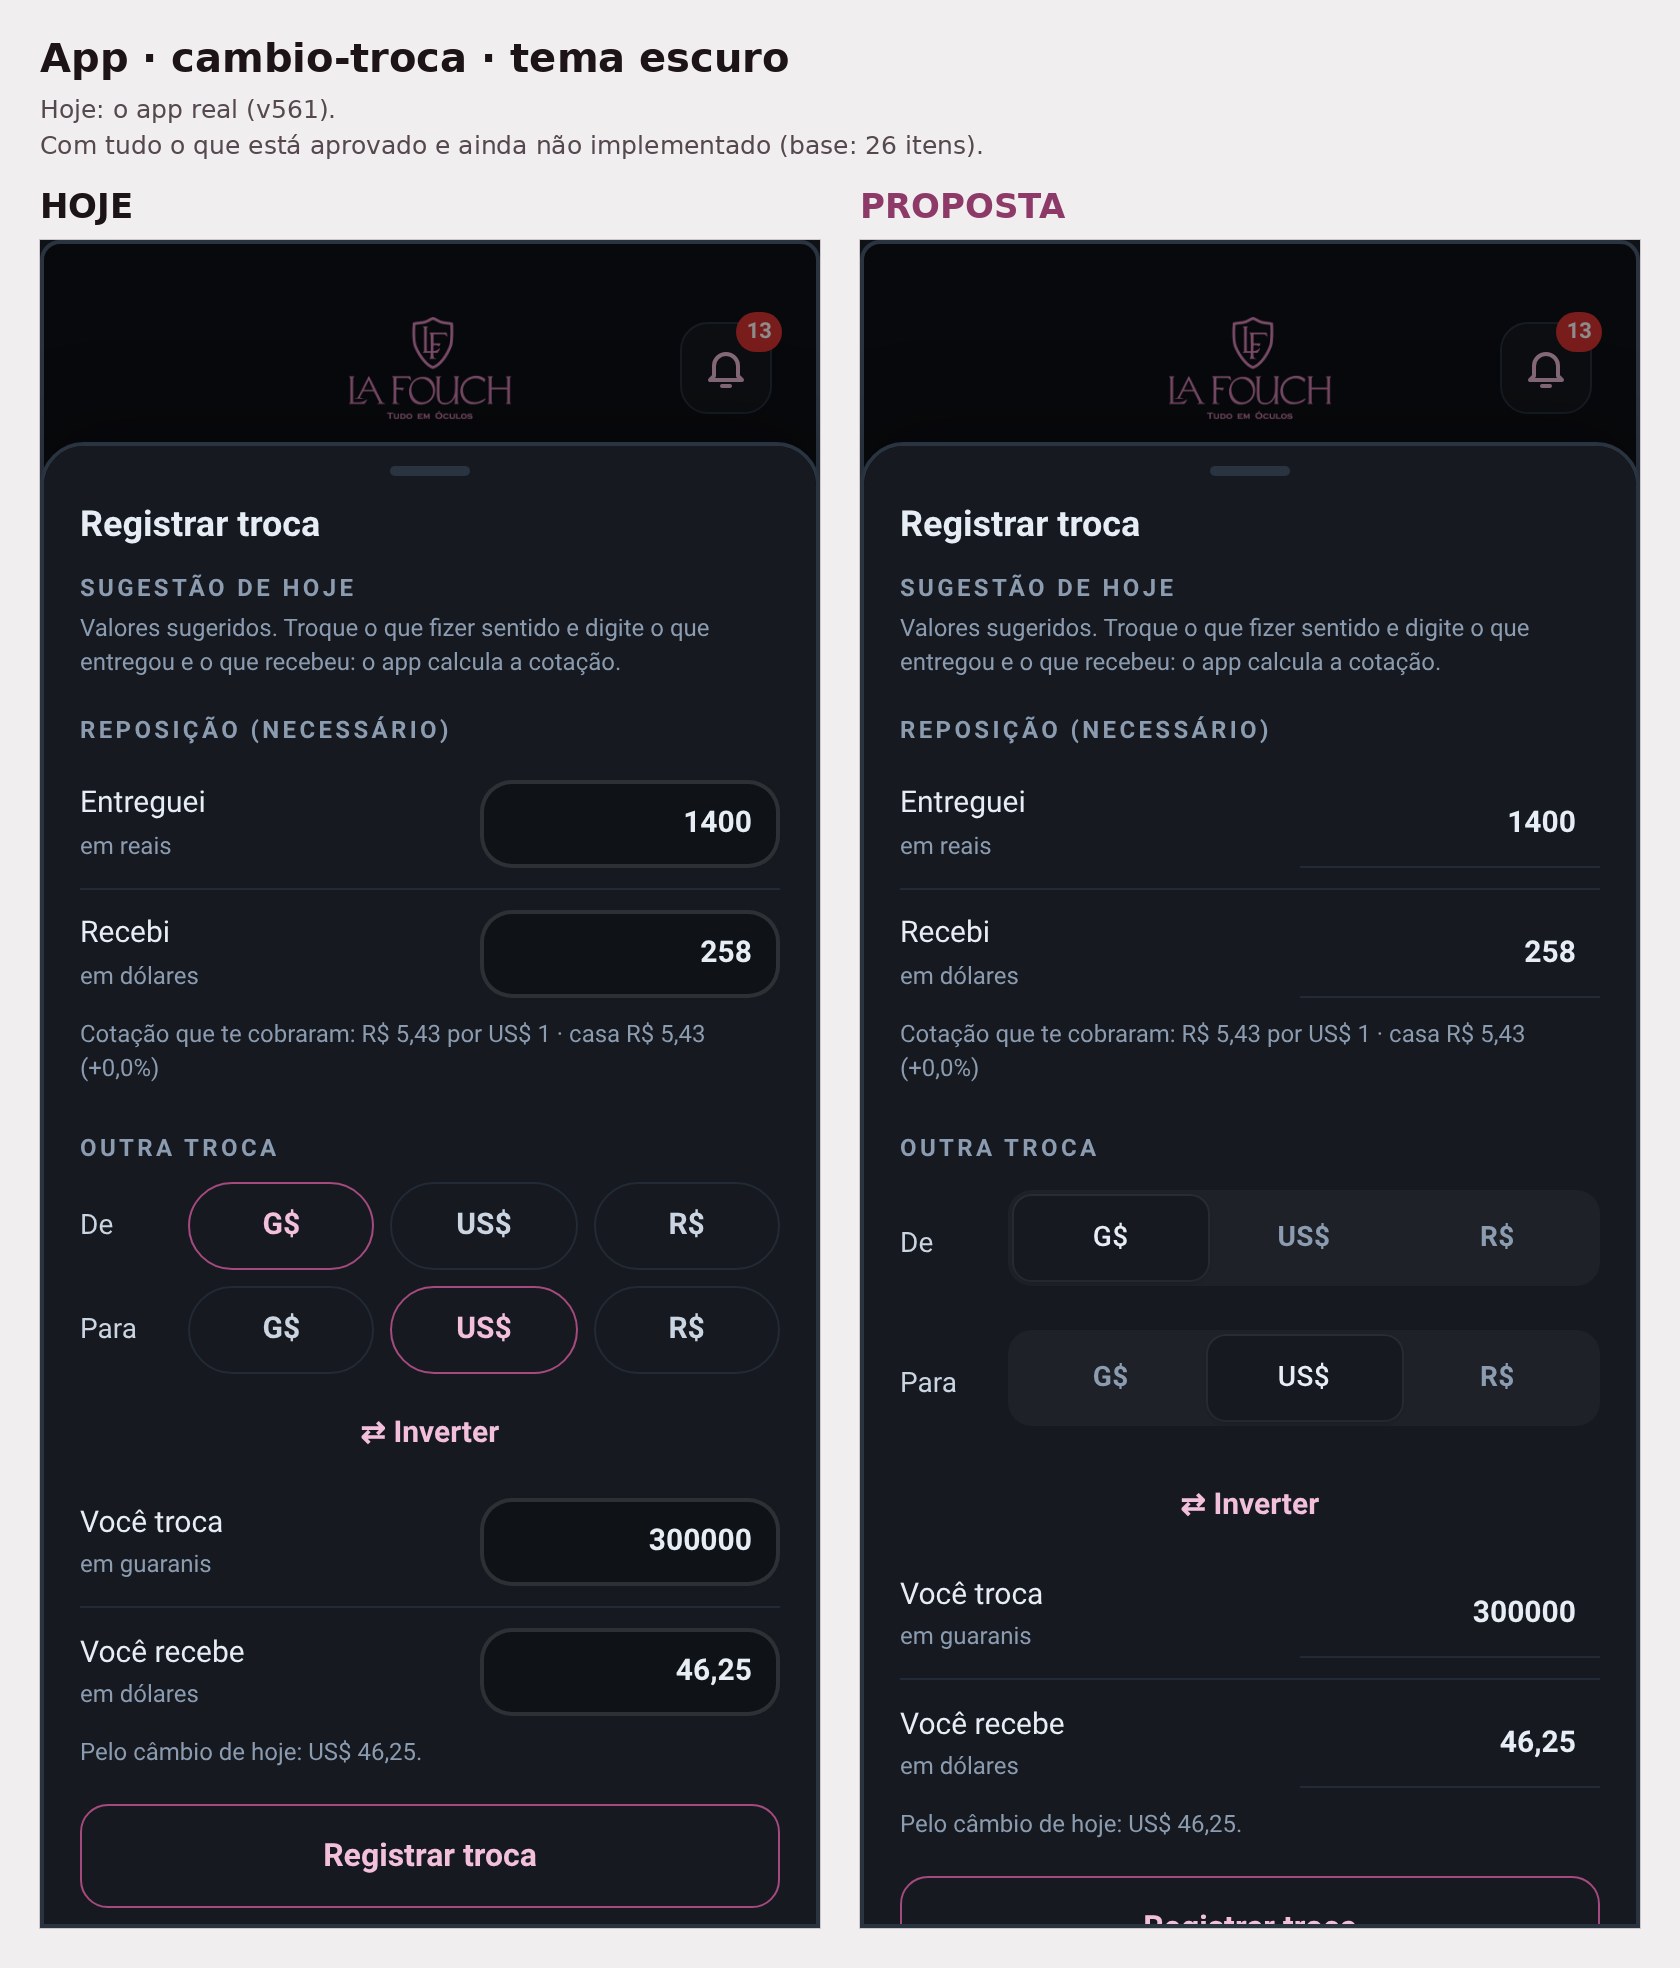 App · cambio-troca · tema escuro
Hoje: o app real (v561).
Com tudo o que está aprovado e ainda não implementado (base: 26 itens).
HOJE
LF
LA FOUCH
TUDO EM ÓCULOS
13
Registrar troca
SUGESTÃO DE HOJE
Valores sugeridos. Troque o que fizer sentido e digite o que
entregou e o que recebeu: o app calcula a cotação.
REPOSIÇÃO (NECESSÁRIO)
Entreguei
em reais
1400
Recebi
em dólares
258
Cotação que te cobraram: R$ 5,43 por US$ 1 · casa R$ 5,43
(+0,0%)
OUTRA TROCA
De G$ US$ R$
Para G$ US$ R$
⇄ Inverter
Você troca
em guaranis
300000
Você recebe
em dólares
46,25
Pelo câmbio de hoje: US$ 46,25.
Registrar troca
PROPOSTA
LF
LA FOUCH
TUDO EM ÓCULOS
13
Registrar troca
SUGESTÃO DE HOJE
Valores sugeridos. Troque o que fizer sentido e digite o que
entregou e o que recebeu: o app calcula a cotação.
REPOSIÇÃO (NECESSÁRIO)
Entreguei
em reais
1400
Recebi
em dólares
258
Cotação que te cobraram: R$ 5,43 por US$ 1 · casa R$ 5,43
(+0,0%)
OUTRA TROCA
De G$ US$ R$
Para G$ US$ R$
⇄ Inverter
Você troca
em guaranis
300000
Você recebe
em dólares
46,25
Pelo câmbio de hoje: US$ 46,25.
Registrar troca